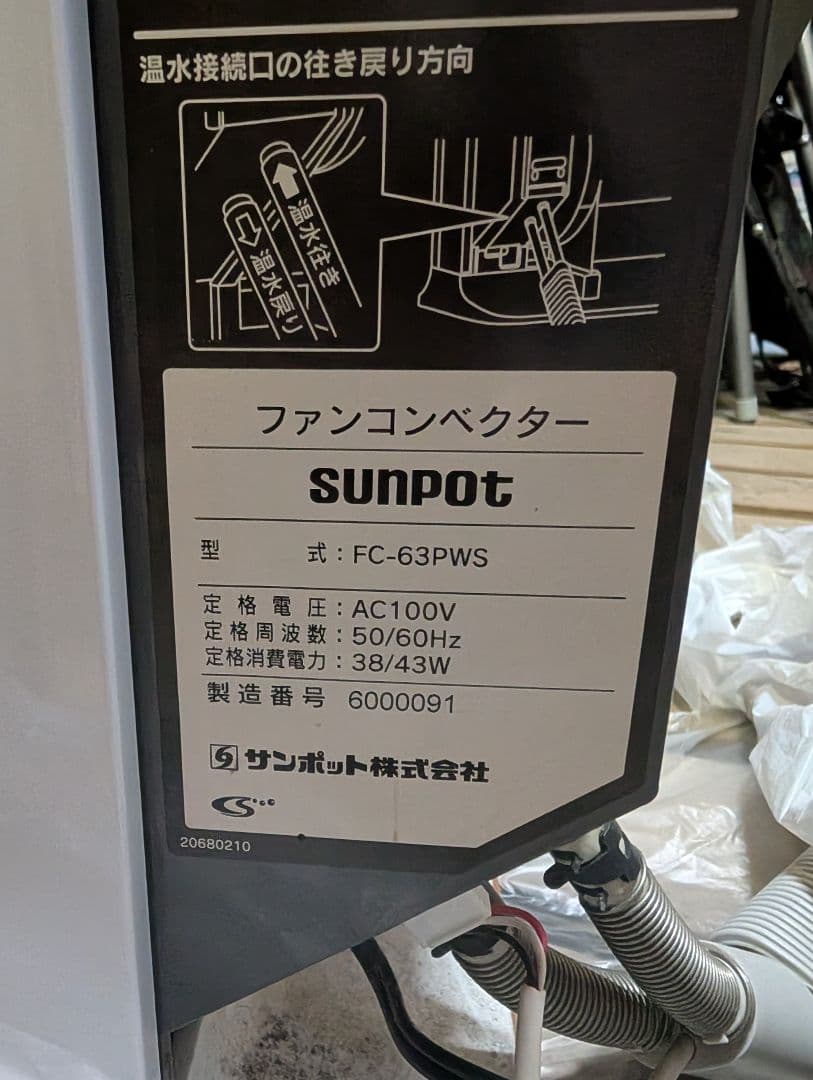 温水接続口の往き戻り方向
温水往き
温水戻り
ファンコンベクター
sunpot
型 式：FC-63PWS
定格電圧：AC100V
定格周波数：50/60Hz
定格消費電力：38/43W
製造番号 6000091
サンポット株式会社
20680210